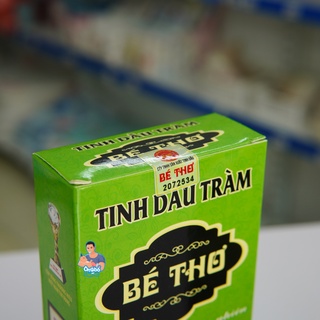 TINH DẦU TRÀM
BÉ THƠ
BÉ THƠ
2072534
TINH DẦU TRÀM
BÉ THƠ